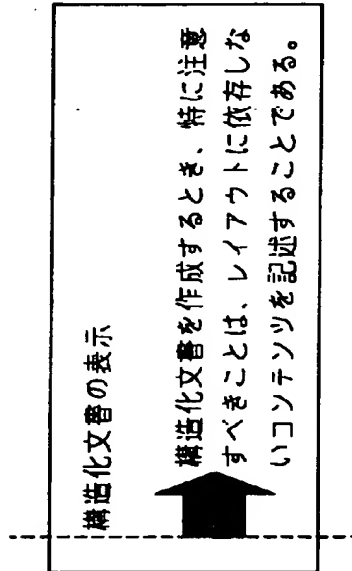 構造化文書の表示
構造化文書を作成するとき、特に注意
すべきことは、レイアウトに依存しな
いコンテンツを記述することである。